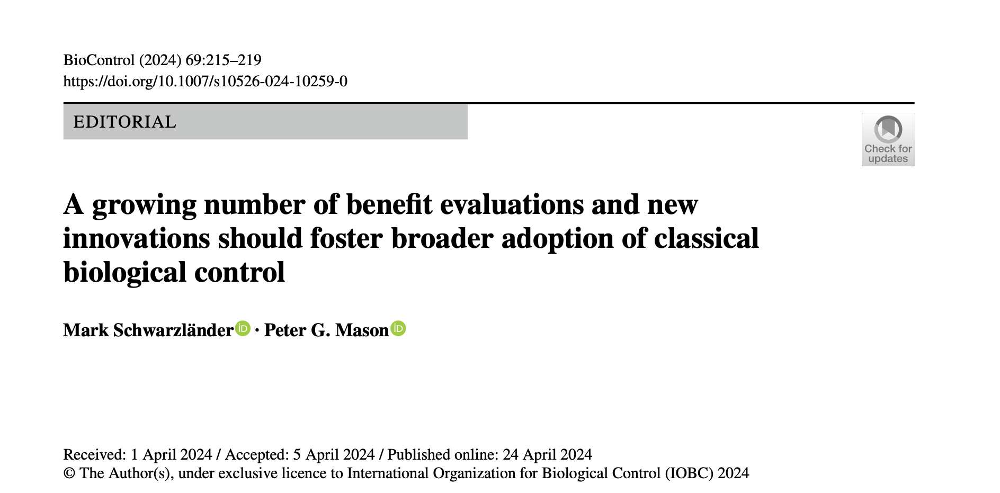 BioControl (2024) 69:215–219
https://doi.org/10.1007/s10526-024-10259-0
EDITORIAL
Check for
updates
A growing number of benefit evaluations and new
innovations should foster broader adoption of classical
biological control
Mark Schwarzländer iD · Peter G. Mason iD
Received: 1 April 2024 / Accepted: 5 April 2024 / Published online: 24 April 2024
© The Author(s), under exclusive licence to International Organization for Biological Control (IOBC) 2024